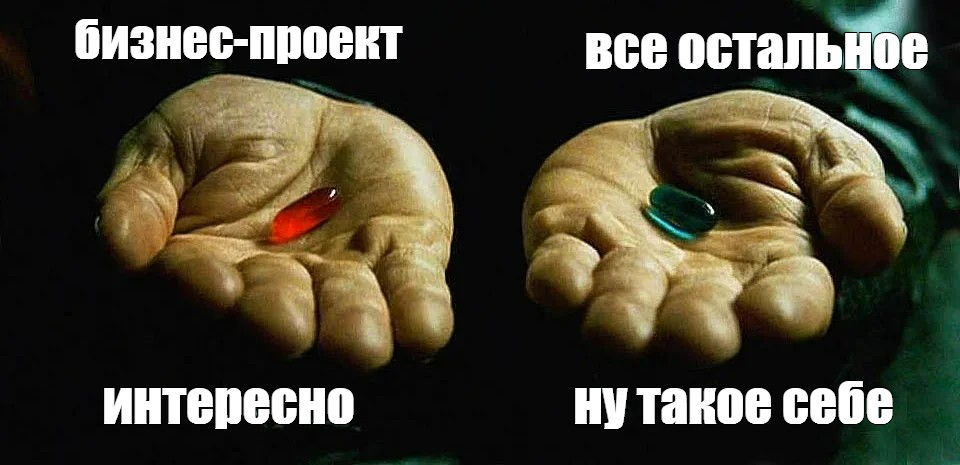 бизнес-проект
все остальное
интересно
ну такое себе